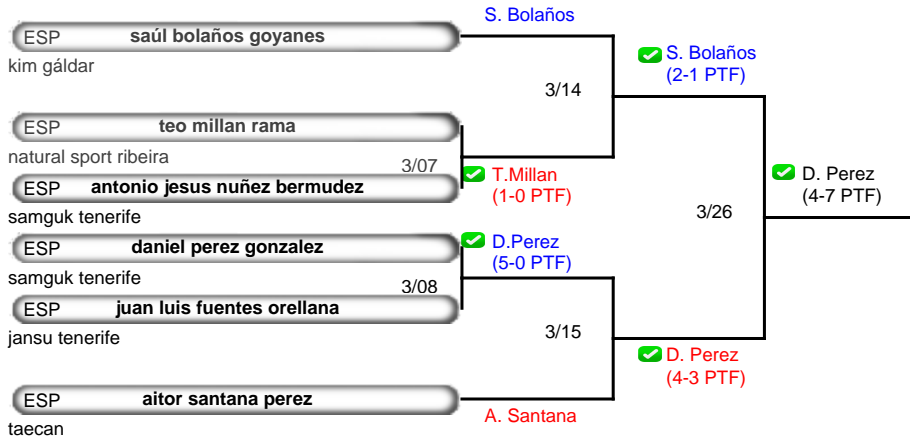 S. Bolaños
ESP saúl bolaños goyanes
kim gáldar
S. Bolaños
(2-1 PTF)
3/14
ESP teo millan rama
natural sport ribeira
3/07
T.Millan
(1-0 PTF)
ESP antonio jesus nuñez bermudez
samguk tenerife
D. Perez
(4-7 PTF)
3/26
ESP daniel perez gonzalez
samguk tenerife
D.Perez
(5-0 PTF)
3/08
ESP juan luis fuentes orellana
jansu tenerife
3/15
D. Perez
(4-3 PTF)
ESP aitor santana perez
taecan
A. Santana